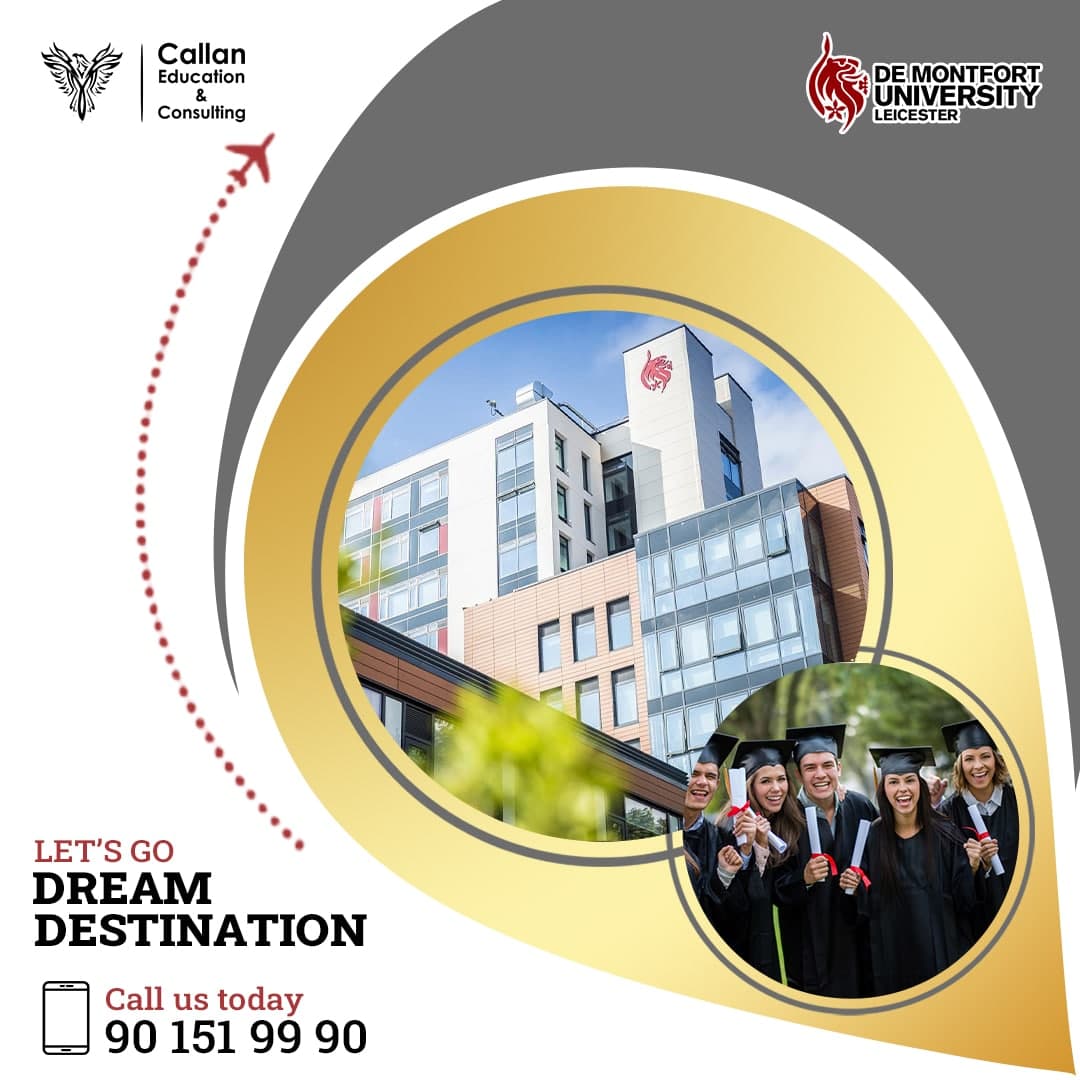 Callan
Education
&
Consulting
DE MONTFORT
UNIVERSITY
LEICESTER
LET'S GO
DREAM
DESTINATION
Call us today
90 151 99 90